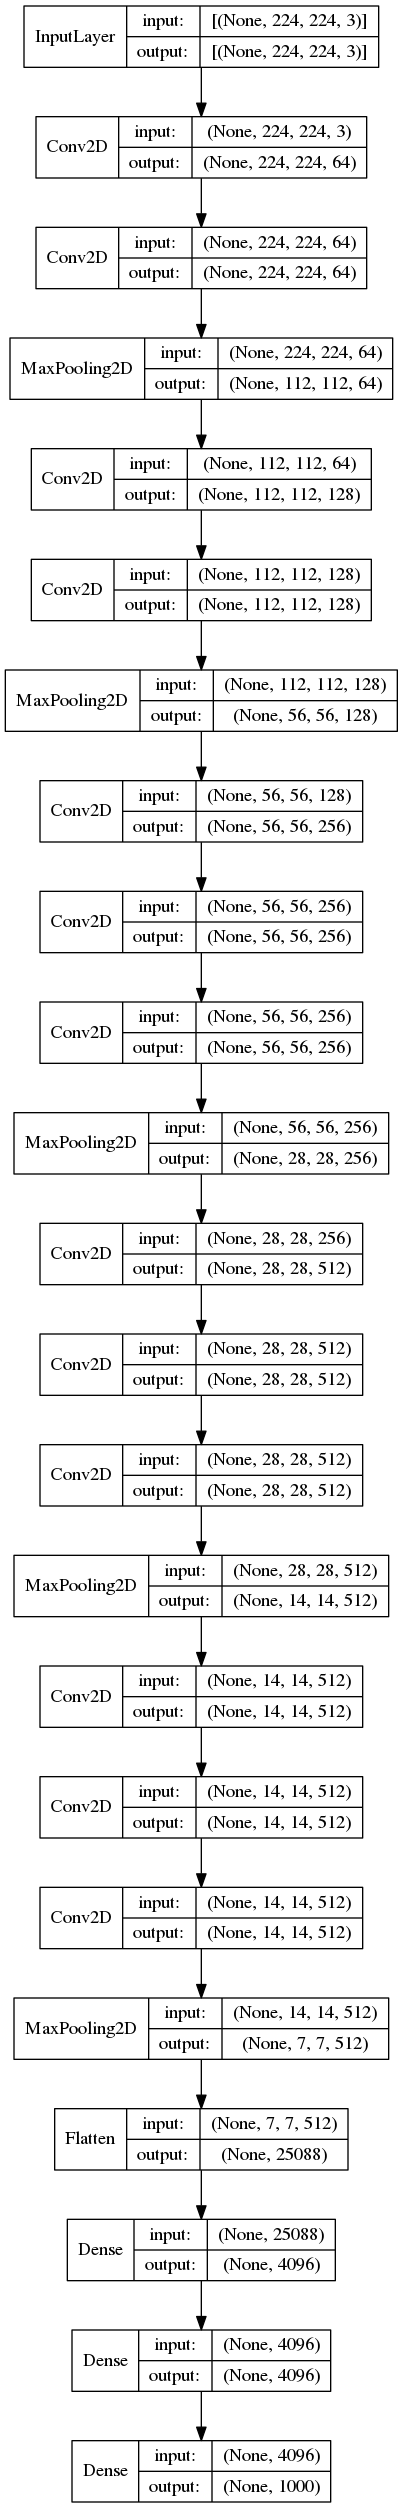 InputLayer input: [(None, 224, 224, 3)]
output: [(None, 224, 224, 3)]
Conv2D input: (None, 224, 224, 3)
output: (None, 224, 224, 64)
Conv2D input: (None, 224, 224, 64)
output: (None, 224, 224, 64)
MaxPooling2D input: (None, 224, 224, 64)
output: (None, 112, 112, 64)
Conv2D input: (None, 112, 112, 64)
output: (None, 112, 112, 128)
Conv2D input: (None, 112, 112, 128)
output: (None, 112, 112, 128)
MaxPooling2D input: (None, 112, 112, 128)
output: (None, 56, 56, 128)
Conv2D input: (None, 56, 56, 128)
output: (None, 56, 56, 256)
Conv2D input: (None, 56, 56, 256)
output: (None, 56, 56, 256)
Conv2D input: (None, 56, 56, 256)
output: (None, 56, 56, 256)
MaxPooling2D input: (None, 56, 56, 256)
output: (None, 28, 28, 256)
Conv2D input: (None, 28, 28, 256)
output: (None, 28, 28, 512)
Conv2D input: (None, 28, 28, 512)
output: (None, 28, 28, 512)
Conv2D input: (None, 28, 28, 512)
output: (None, 28, 28, 512)
MaxPooling2D input: (None, 28, 28, 512)
output: (None, 14, 14, 512)
Conv2D input: (None, 14, 14, 512)
output: (None, 14, 14, 512)
Conv2D input: (None, 14, 14, 512)
output: (None, 14, 14, 512)
Conv2D input: (None, 14, 14, 512)
output: (None, 14, 14, 512)
MaxPooling2D input: (None, 14, 14, 512)
output: (None, 7, 7, 512)
Flatten input: (None, 7, 7, 512)
output: (None, 25088)
Dense input: (None, 25088)
output: (None, 4096)
Dense input: (None, 4096)
output: (None, 4096)
Dense input: (None, 4096)
output: (None, 1000)